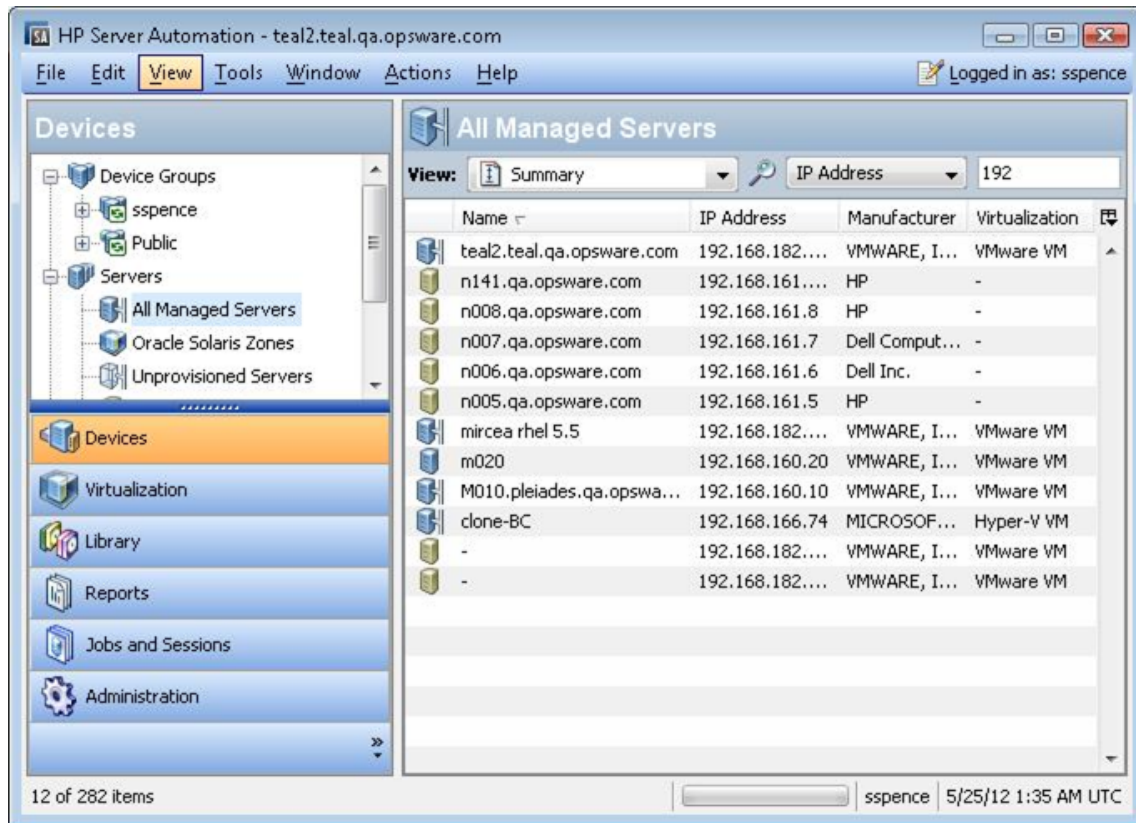 HP Server Automation - teal2.teal.qa.opsware.com
File Edit View Tools Window Actions Help Logged in as: sspence
Devices
Device Groups
sspence
Public
Servers
All Managed Servers
Oracle Solaris Zones
Unprovisioned Servers
Devices
Virtualization
Library
Reports
Jobs and Sessions
Administration
All Managed Servers
View: Summary IP Address 192
Name IP Address Manufacturer Virtualization
teal2.teal.qa.opsware.com 192.168.182.... VMWARE, I... VMware VM
n141.qa.opsware.com 192.168.161.... HP -
n008.qa.opsware.com 192.168.161.8 HP -
n007.qa.opsware.com 192.168.161.7 Dell Comput... -
n006.qa.opsware.com 192.168.161.6 Dell Inc. -
n005.qa.opsware.com 192.168.161.5 HP -
mircea rhel 5.5 192.168.182.... VMWARE, I... VMware VM
m020 192.168.160.20 VMWARE, I... VMware VM
M010.pleiades.qa.opswa... 192.168.160.10 VMWARE, I... VMware VM
clone-BC 192.168.166.74 MICROSOF... Hyper-V VM
- 192.168.182.... VMWARE, I... VMware VM
- 192.168.182.... VMWARE, I... VMware VM
12 of 282 items sspence 5/25/12 1:35 AM UTC